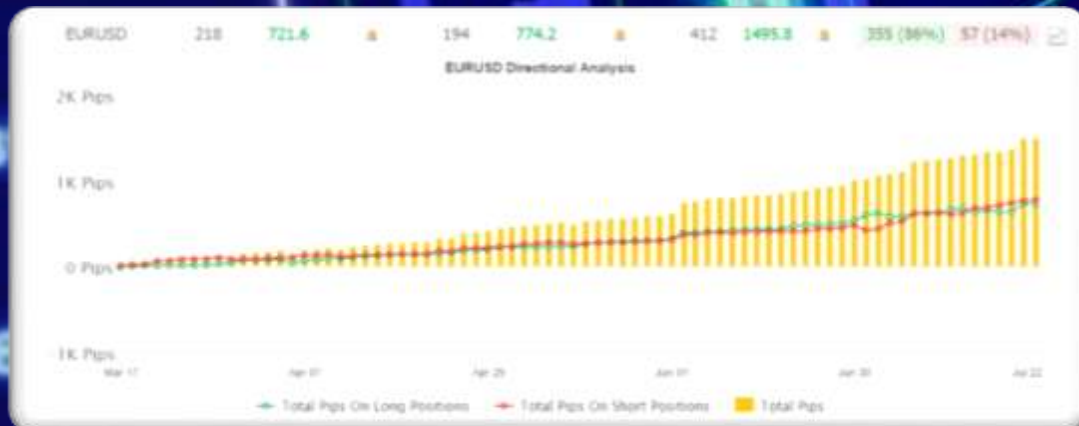 EURUSD 218 721.6 194 774.2 412 1495.8 355 (86%) 57 (14%)
EURUSD Directional Analysis
2K Pips
1K Pips
0 Pips
1K Pips
Mar 17 Apr 07 Apr 25 Jun 01 Jun 30 Jul 22
Total Pips On Long Positions Total Pips On Short Positions Total Pips